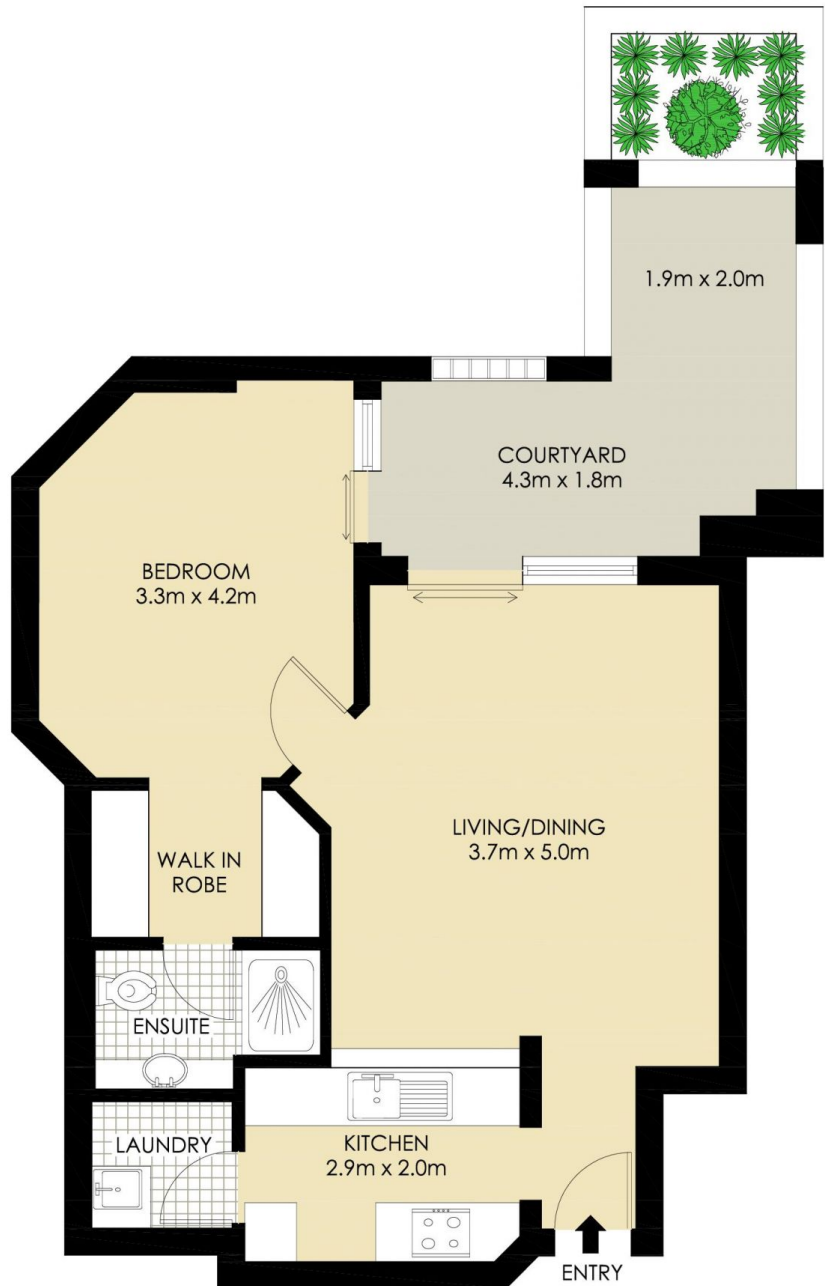 1.9m x 2.0m
COURTYARD
4.3m x 1.8m
BEDROOM
3.3m x 4.2m
LIVING/DINING
3.7m x 5.0m
WALK IN
ROBE
ENSUITE
LAUNDRY
KITCHEN
2.9m x 2.0m
ENTRY